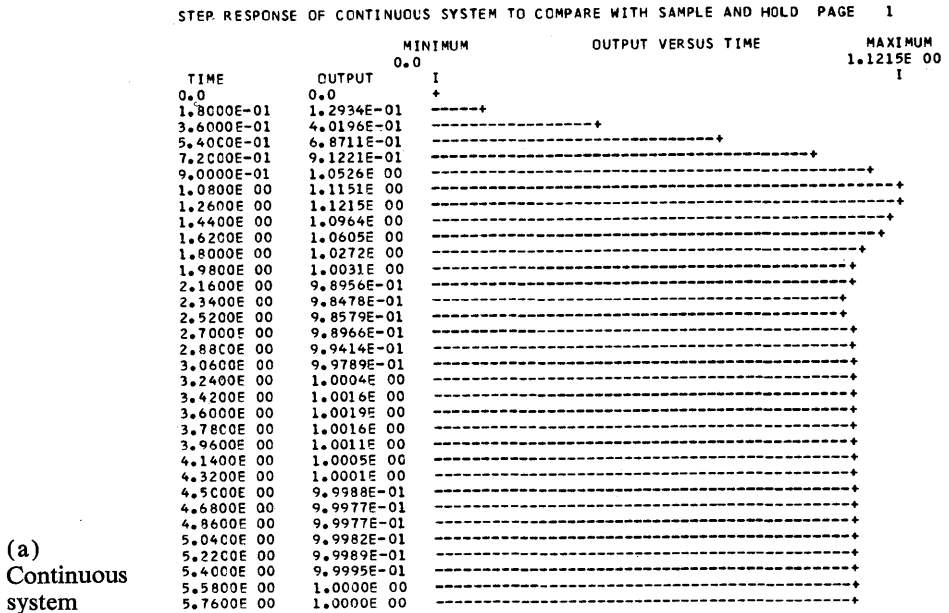 STEP RESPONSE OF CONTINUOUS SYSTEM TO COMPARE WITH SAMPLE AND HOLD PAGE 1
MINIMUM OUTPUT VERSUS TIME MAXIMUM
0.0 1.1215E 00
TIME OUTPUT I I
0.0 0.0 +
1.8000E-01 1.2934E-01 -----+
3.6000E-01 4.0196E-01 -----------------+
5.4000E-01 6.8711E-01 ------------------------------+
7.2000E-01 9.1221E-01 ----------------------------------------+
9.0000E-01 1.0526E 00 ----------------------------------------------+
1.0800E 00 1.1151E 00 -------------------------------------------------+
1.2600E 00 1.1215E 00 --------------------------------------------------+
1.4400E 00 1.0964E 00 ------------------------------------------------+
1.6200E 00 1.0605E 00 -----------------------------------------------+
1.8000E 00 1.0272E 00 ---------------------------------------------+
1.9800E 00 1.0031E 00 --------------------------------------------+
2.1600E 00 9.8956E-01 --------------------------------------------+
2.3400E 00 9.8478E-01 -------------------------------------------+
2.5200E 00 9.8579E-01 -------------------------------------------+
2.7000E 00 9.8966E-01 --------------------------------------------+
2.8800E 00 9.9414E-01 --------------------------------------------+
3.0600E 00 9.9789E-01 --------------------------------------------+
3.2400E 00 1.0004E 00 --------------------------------------------+
3.4200E 00 1.0016E 00 --------------------------------------------+
3.6000E 00 1.0019E 00 --------------------------------------------+
3.7800E 00 1.0016E 00 --------------------------------------------+
3.9600E 00 1.0011E 00 --------------------------------------------+
4.1400E 00 1.0005E 00 --------------------------------------------+
4.3200E 00 1.0001E 00 --------------------------------------------+
4.5000E 00 9.9988E-01 --------------------------------------------+
4.6800E 00 9.9977E-01 --------------------------------------------+
4.8600E 00 9.9977E-01 --------------------------------------------+
5.0400E 00 9.9982E-01 --------------------------------------------+
5.2200E 00 9.9989E-01 --------------------------------------------+
5.4000E 00 9.9995E-01 --------------------------------------------+
5.5800E 00 1.0000E 00 --------------------------------------------+
5.7600E 00 1.0000E 00 --------------------------------------------+
(a)
Continuous
system